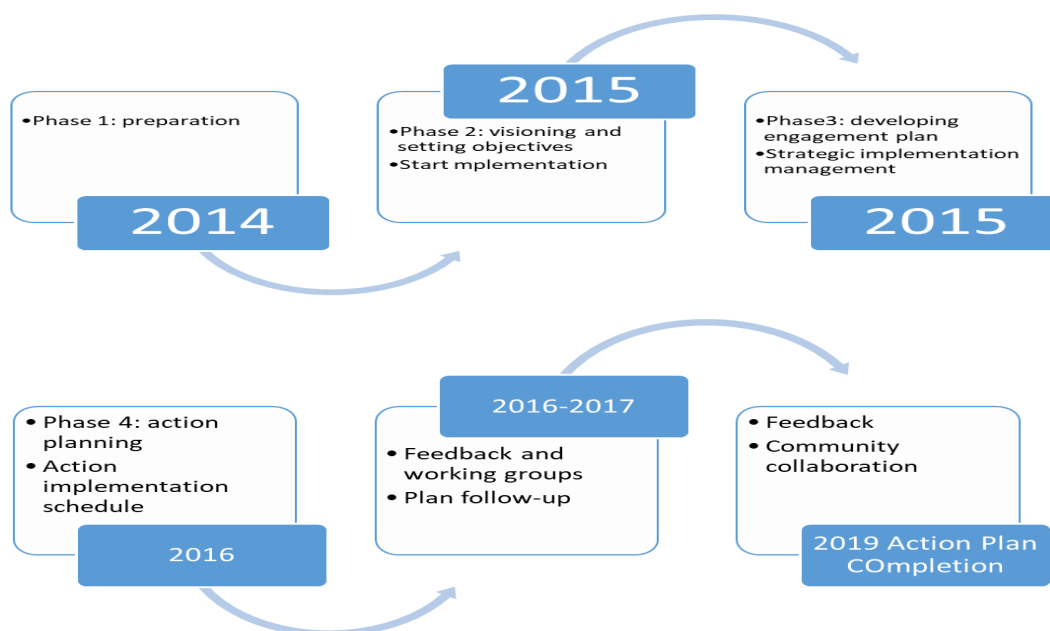 •Phase 1: preparation
2014
2015
•Phase 2: visioning and
setting objectives
•Start mplementation
•Phase3: developing
engagement plan
•Strategic implementation
management
2015
• Phase 4: action
planning
• Action
implementation
schedule
2016
2016-2017
• Feedback and
working groups
• Plan follow-up
• Feedback
• Community
collaboration
2019 Action Plan
COmpletion